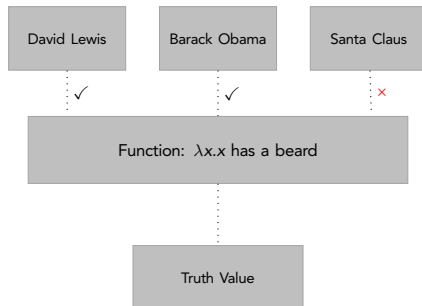 David Lewis
Barack Obama
Santa Claus
✓
✓
×
Function: λx.x has a beard
Truth Value